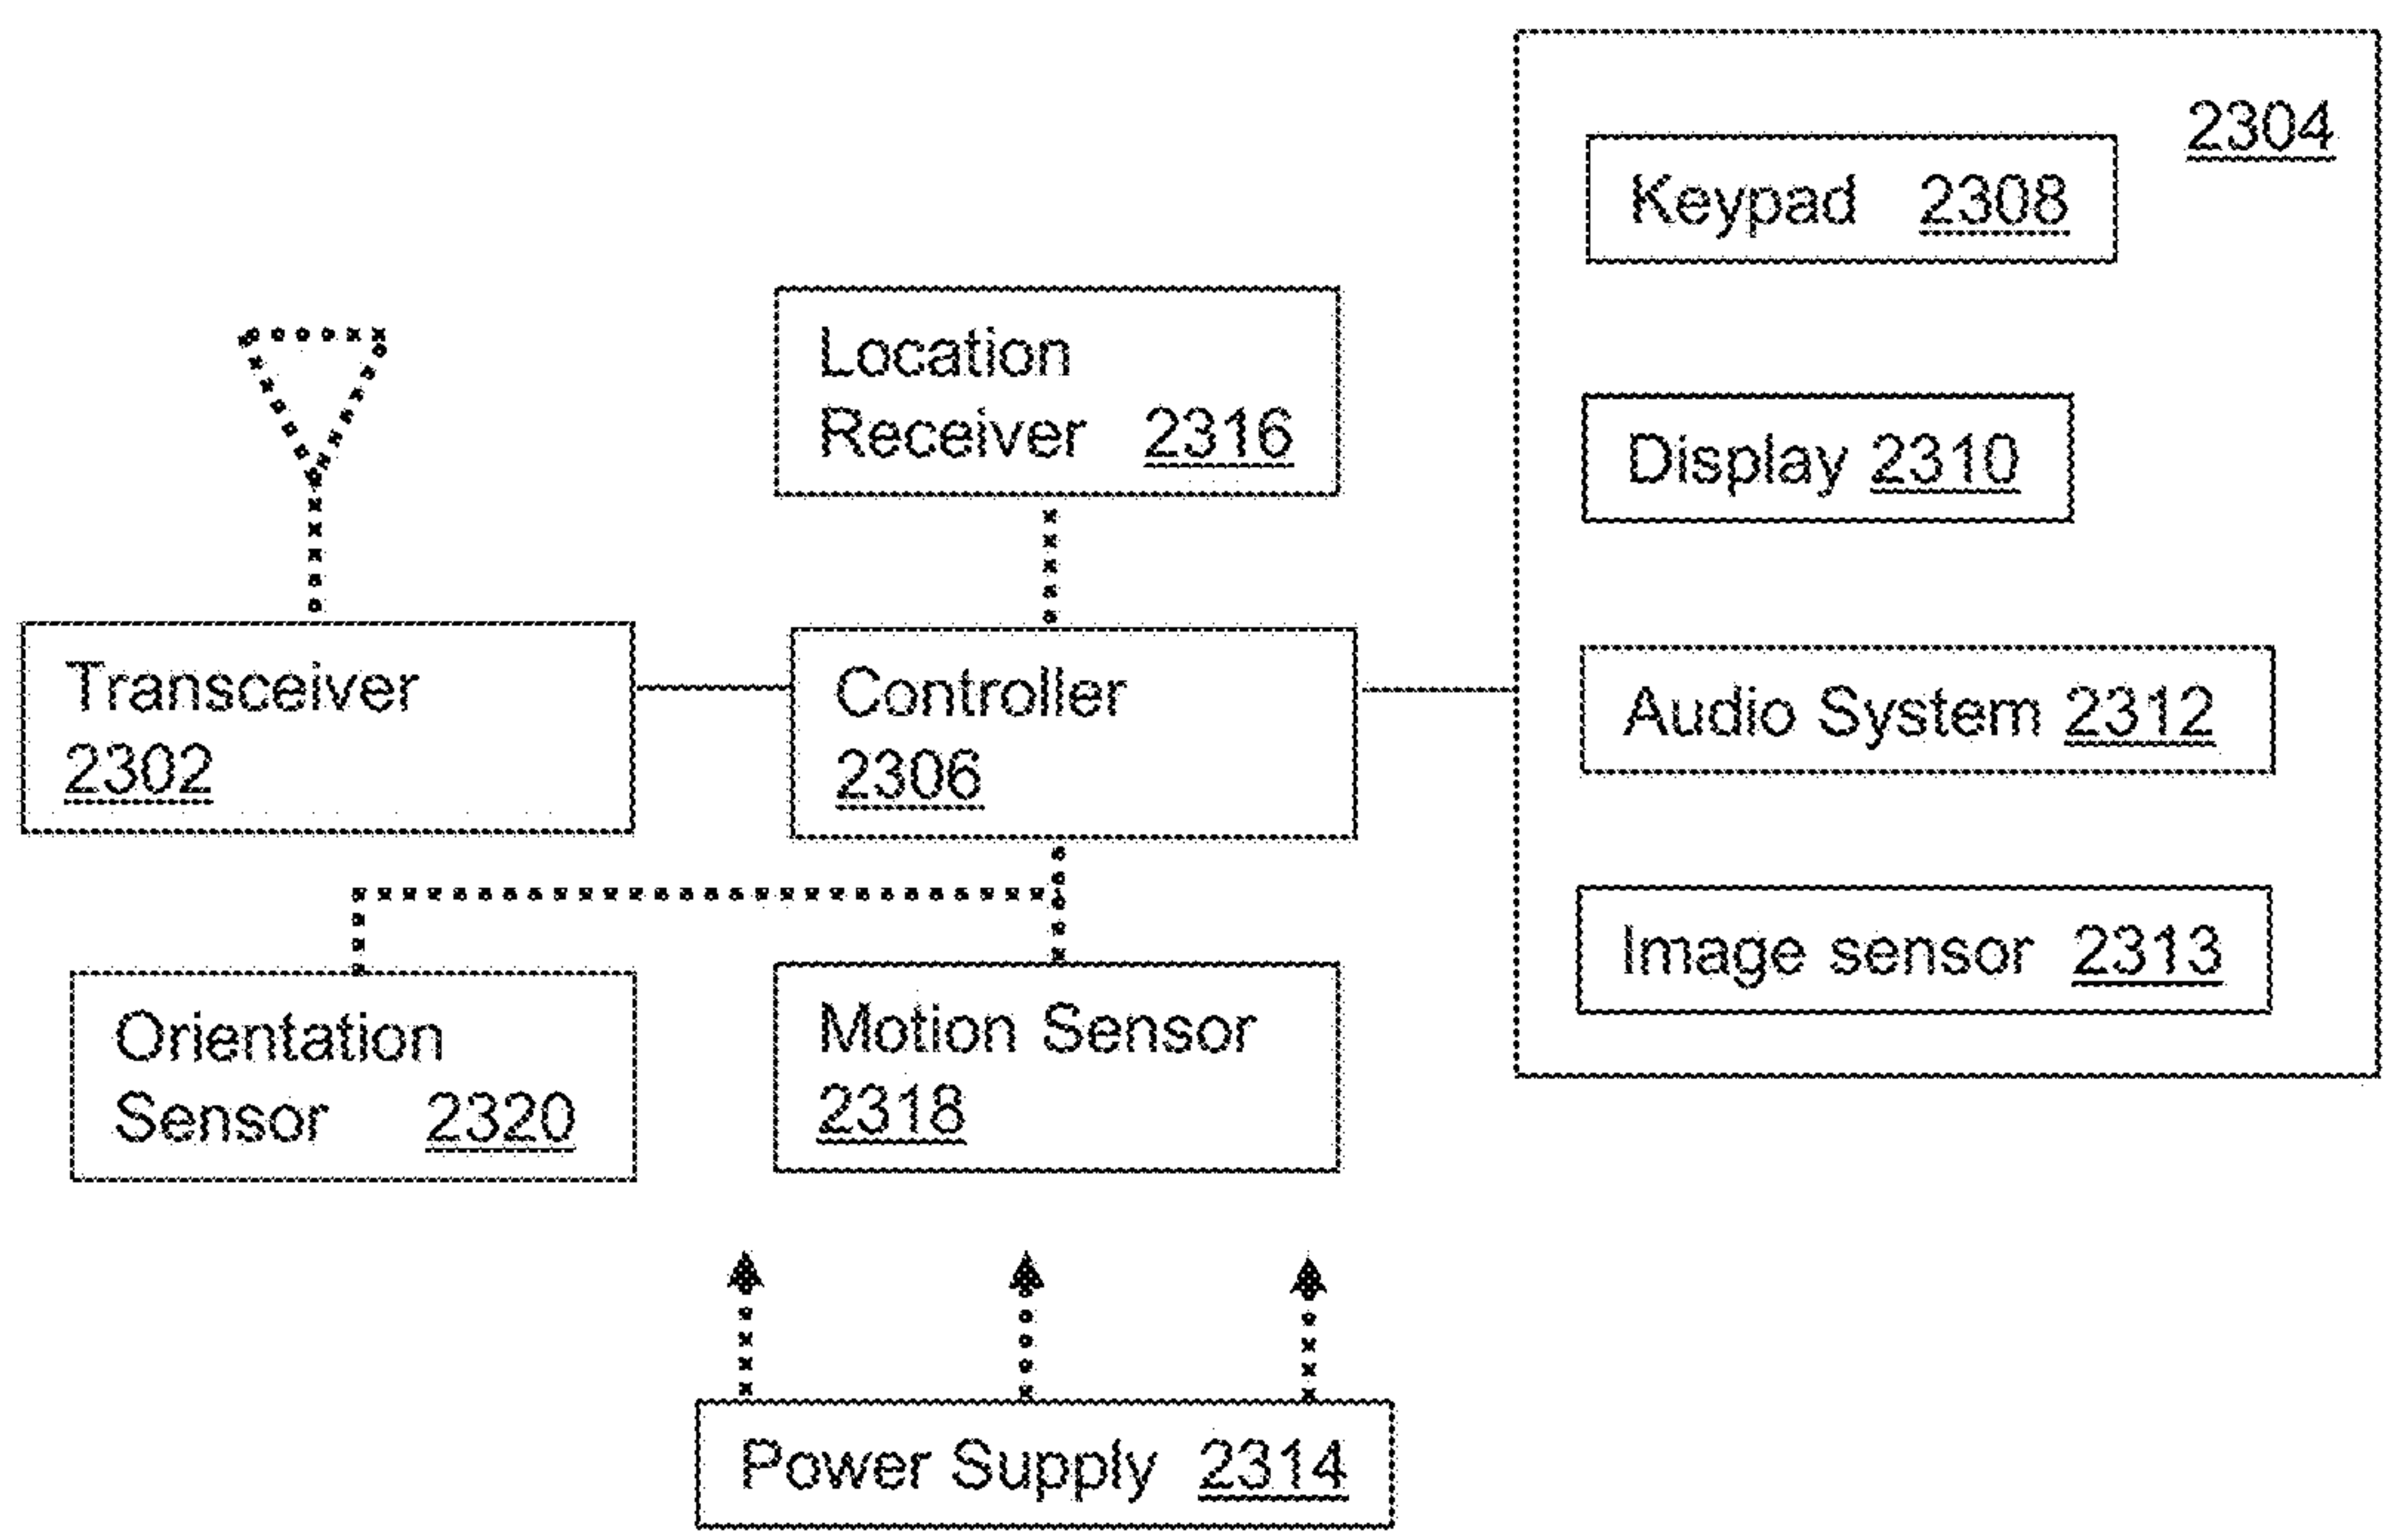 2304
Keypad 2308
Location
Receiver 2316
Display 2310
Transceiver
2302
Controller
2306
Audio System 2312
Image sensor 2313
Orientation
Sensor 2320
Motion Sensor
2318
Power Supply 2314